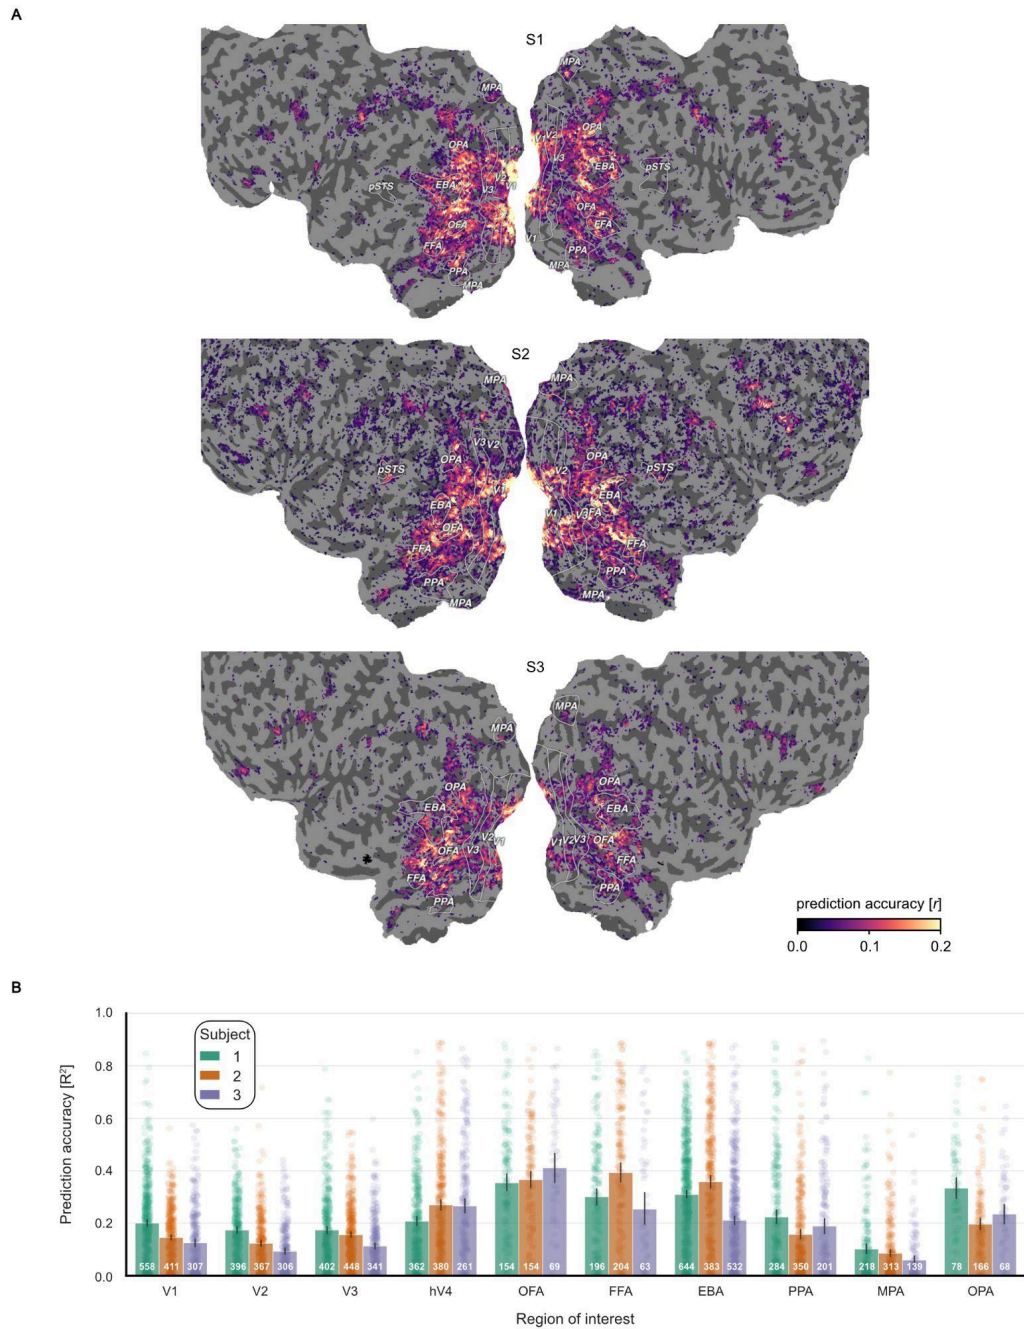 A
S1
MPA
MPA
OPA
V1
V2
V3
pSTS
EBA
V2
V1
V3
OFA
FFA
PPA
MPA
OPA
EBA
pSTS
OFA
FFA
V1
PPA
MPA
S2
MPA
MPA
V3
V2
OPA
pSTS
V1
EBA
OFA
FFA
PPA
MPA
V2
OPA
pSTS
EBA
V1
V3
OFA
FFA
PPA
MPA
S3
MPA
MPA
OPA
EBA
V2
V1
OFA
V3
FFA
PPA
OPA
EBA
V1
V2
V3
OFA
FFA
PPA
prediction accuracy [r]
0.0 0.1 0.2
B
Prediction accuracy [R²]
1.0
0.8
0.6
0.4
0.2
0.0
Subject
1
2
3
558 411 307 396 367 306 402 448 341 362 380 261 154 154 69 196 204 63 644 383 532 284 350 201 218 313 139 78 166 68
V1 V2 V3 hV4 OFA FFA EBA PPA MPA OPA
Region of interest